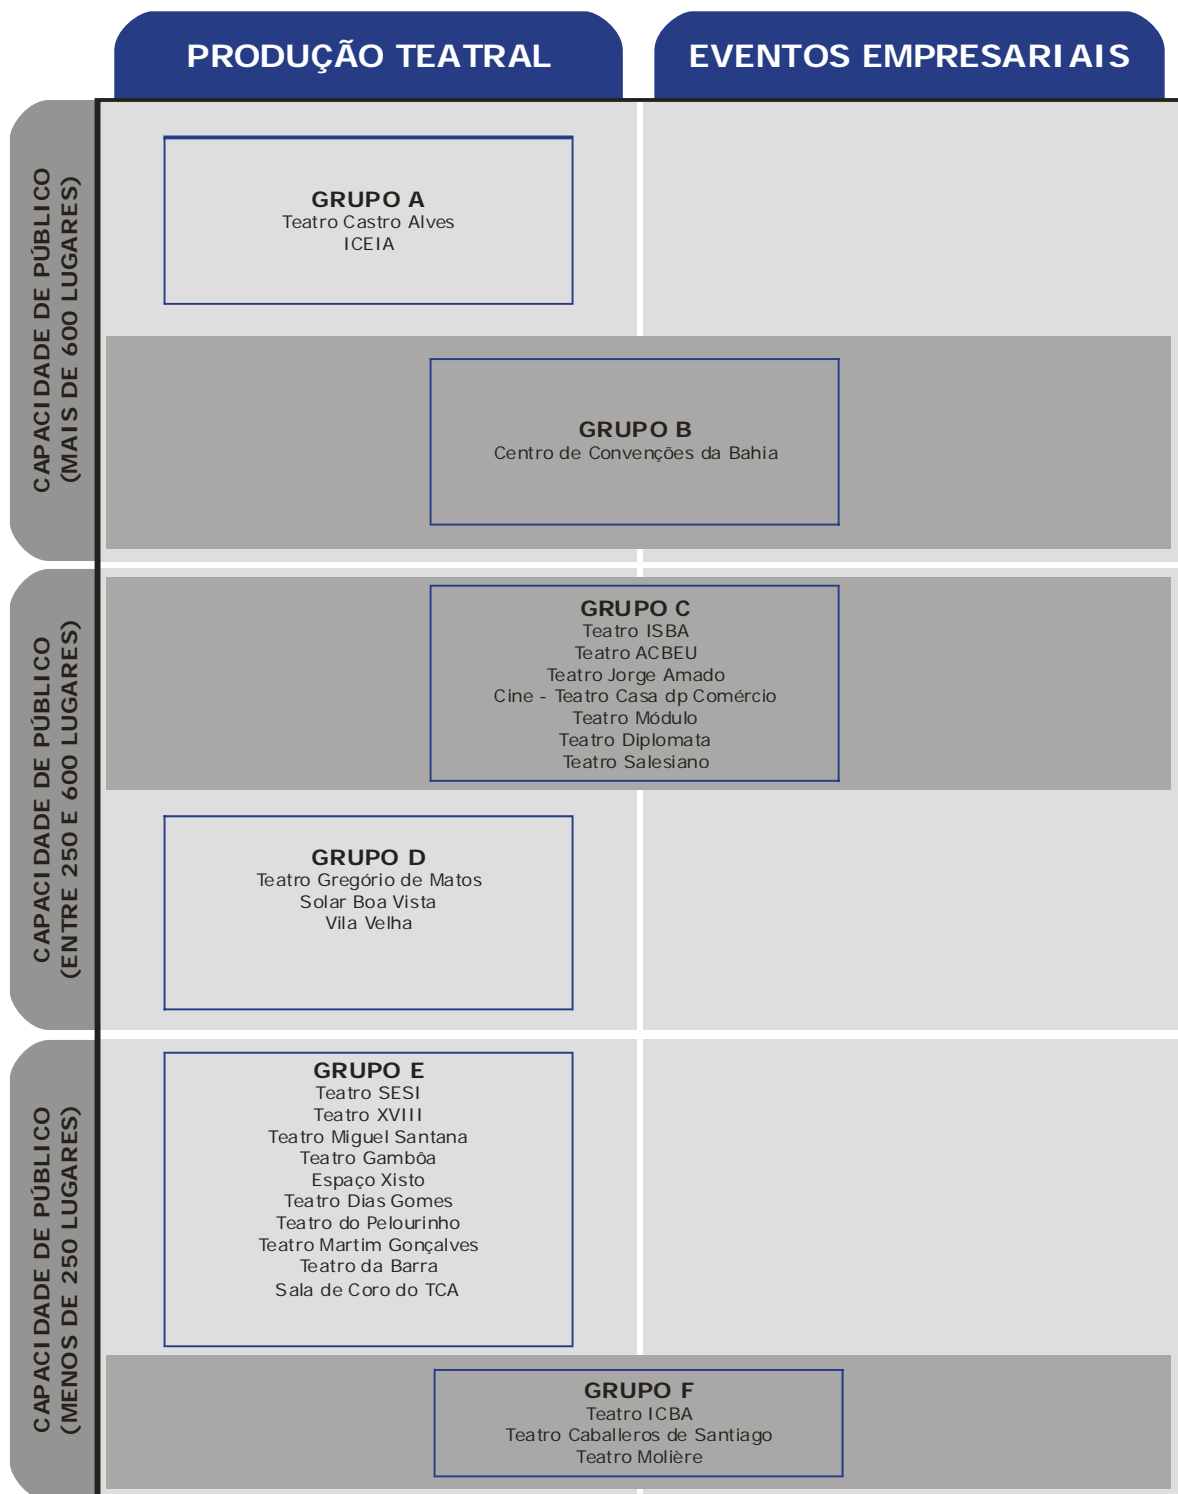 PRODUÇÃO TEATRAL
EVENTOS EMPRESARIAIS
CAPACIDADE DE PÚBLICO
(MAIS DE 600 LUGARES)
GRUPO A
Teatro Castro Alves
ICEIA
GRUPO B
Centro de Convenções da Bahia
CAPACIDADE DE PÚBLICO
(ENTRE 250 E 600 LUGARES)
GRUPO C
Teatro ISBA
Teatro ACBEU
Teatro Jorge Amado
Cine - Teatro Casa dp Comércio
Teatro Módulo
Teatro Diplomata
Teatro Salesiano
GRUPO D
Teatro Gregório de Matos
Solar Boa Vista
Vila Velha
CAPACIDADE DE PÚBLICO
(MENOS DE 250 LUGARES)
GRUPO E
Teatro SESI
Teatro XVIII
Teatro Miguel Santana
Teatro Gambôa
Espaço Xisto
Teatro Dias Gomes
Teatro do Pelourinho
Teatro Martim Gonçalves
Teatro da Barra
Sala de Coro do TCA
GRUPO F
Teatro ICBA
Teatro Caballeros de Santiago
Teatro Molière